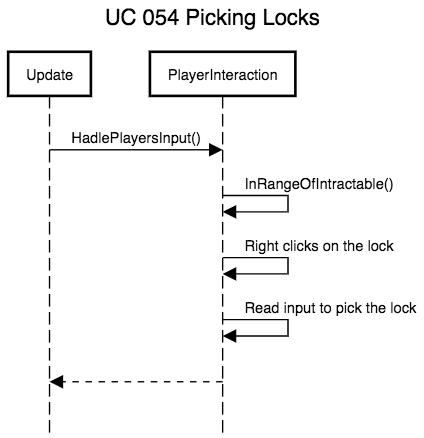 UC 054 Picking Locks
Update
PlayerInteraction
HadlePlayersInput()
InRangeOfIntractable()
Right clicks on the lock
Read input to pick the lock